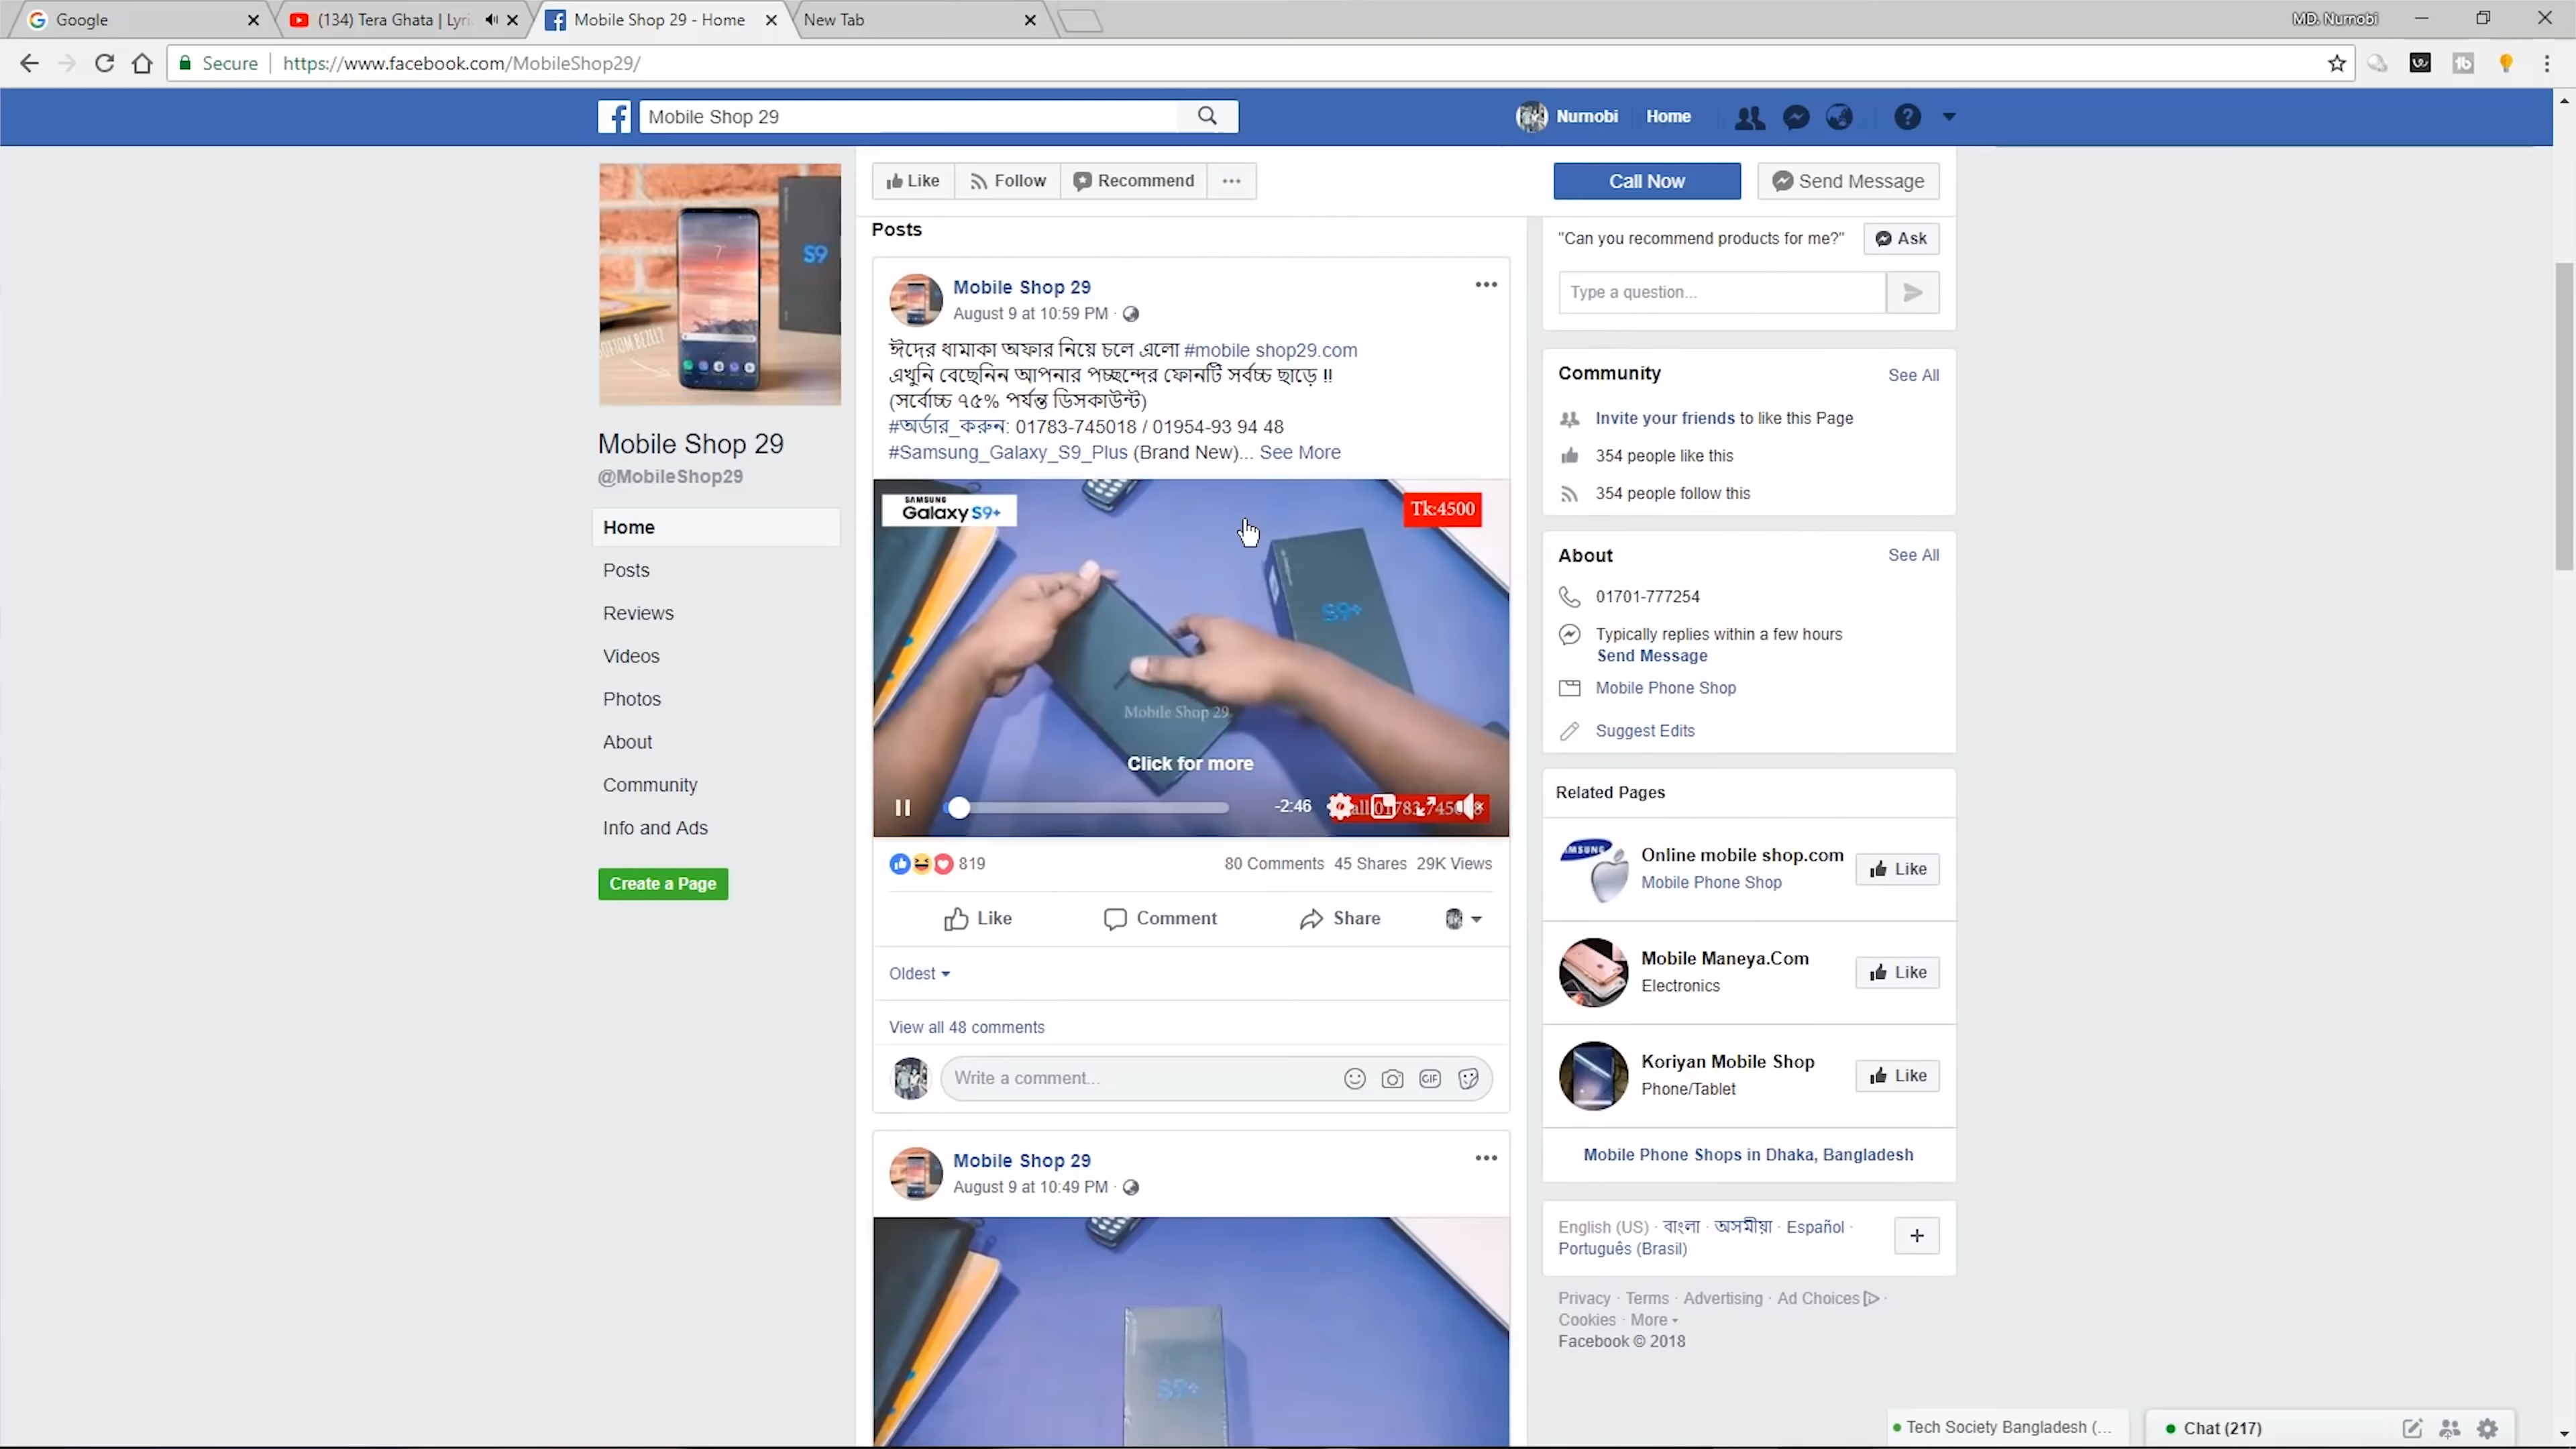 Google
(134) Tera Ghata | Lyri
Mobile Shop 29 - Home
New Tab
MD. Nurnobi
Secure
https://www.facebook.com/MobileShop29/
Mobile Shop 29
Nurnobi
Home
Like
Follow
Recommend
Call Now
Send Message
S9
BOTTOM BEZEL?
Mobile Shop 29
@MobileShop29
Home
Posts
Reviews
Videos
Photos
About
Community
Info and Ads
Create a Page
Posts
Mobile Shop 29
August 9 at 10:59 PM
ঈদের ধামাকা অফার নিয়ে চলে এলো #mobile shop29.com
এখুনি বেছেনিন আপনার পচ্ছন্দের ফোনটি সর্বচ্চ ছাড়ে !!
(সর্বোচ্চ ৭৫% পর্যন্ত ডিসকাউন্ট)
#অর্ডার_করুন: 01783-745018 / 01954-93 94 48
#Samsung_Galaxy_S9_Plus (Brand New)... See More
SAMSUNG
Galaxy S9+
Tk:4500
S9+
Mobile Shop 29
Click for more
-2:46
819
80 Comments 45 Shares 29K Views
Like
Comment
Share
Oldest
View all 48 comments
Write a comment...
GIF
Mobile Shop 29
August 9 at 10:49 PM
S9+
"Can you recommend products for me?"
Ask
Type a question...
Community
See All
Invite your friends to like this Page
354 people like this
354 people follow this
About
See All
01701-777254
Typically replies within a few hours
Send Message
Mobile Phone Shop
Suggest Edits
Related Pages
Online mobile shop.com
Mobile Phone Shop
Like
Mobile Maneya.Com
Electronics
Like
Koriyan Mobile Shop
Phone/Tablet
Like
Mobile Phone Shops in Dhaka, Bangladesh
English (US) · বাংলা · অসমীয়া · Español ·
Português (Brasil)
Privacy · Terms · Advertising · Ad Choices ·
Cookies · More
Facebook © 2018
Tech Society Bangladesh (...
Chat (217)